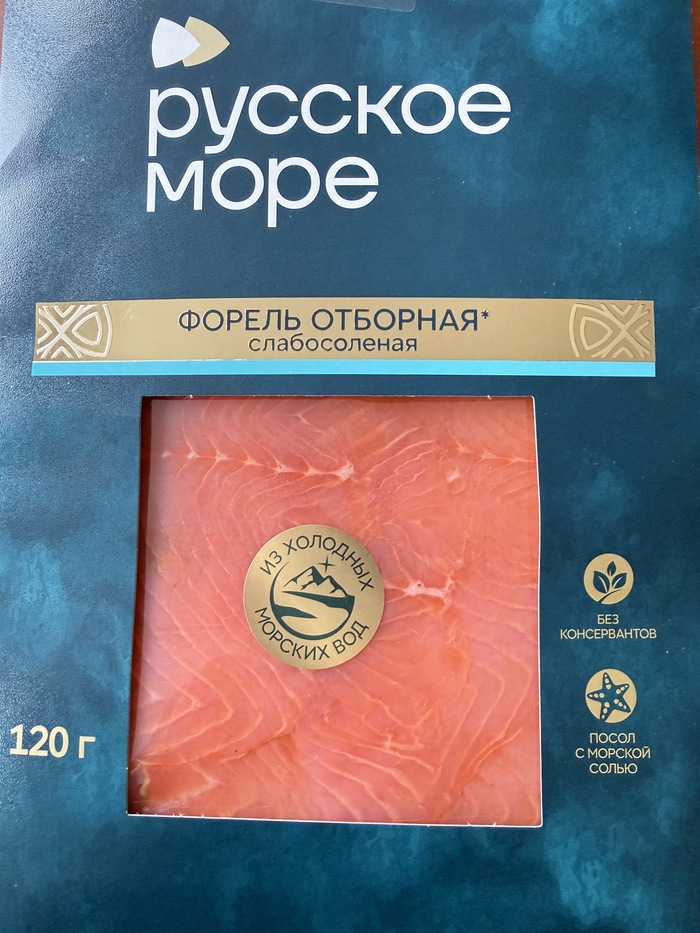 русское
море
ФОРЕЛЬ ОТБОРНАЯ*
слабосоленая
ИЗ ХОЛОДНЫХ
МОРСКИХ ВОД
БЕЗ
КОНСЕРВАНТОВ
120 г
ПОСОЛ
С МОРСКОЙ
СОЛЬЮ